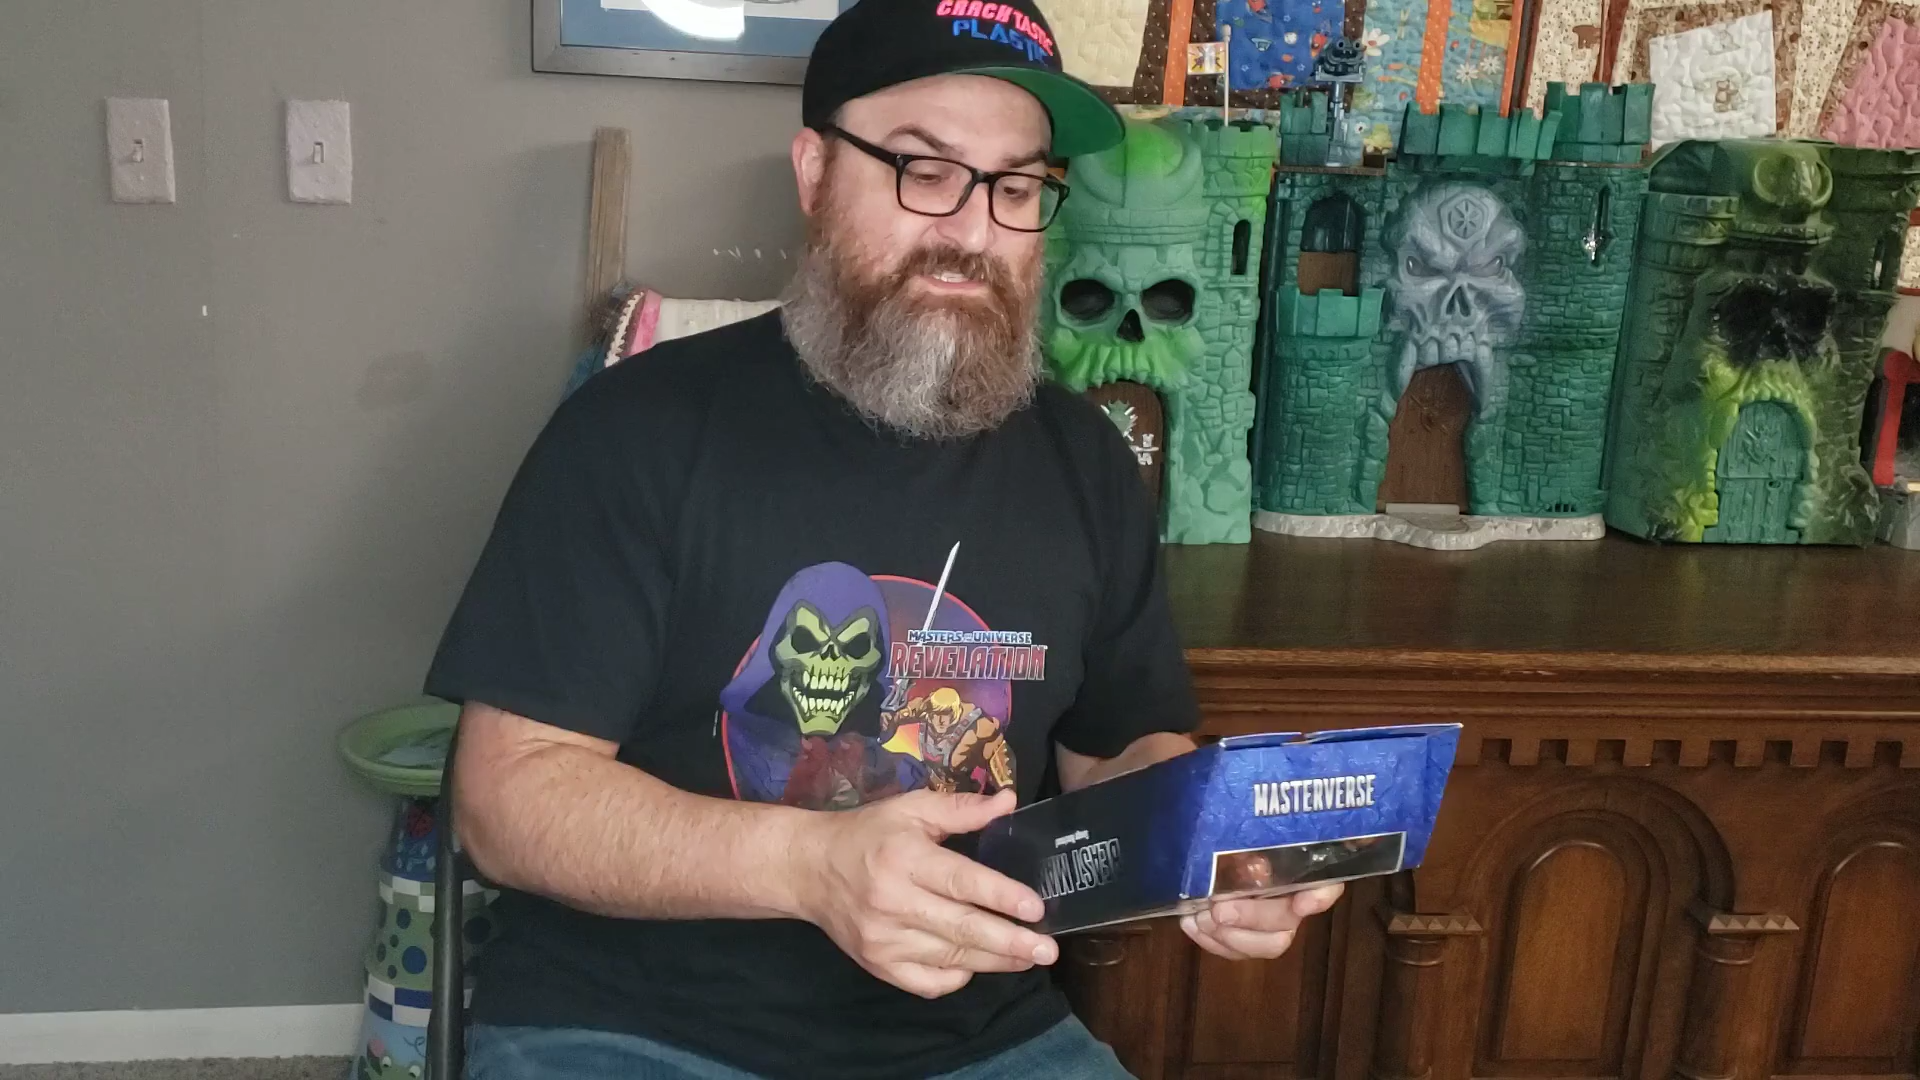 CRACKTASTIC
PLASTIC
MASTERS OF THE UNIVERSE
REVELATION
MASTERVERSE
BEAST MAN